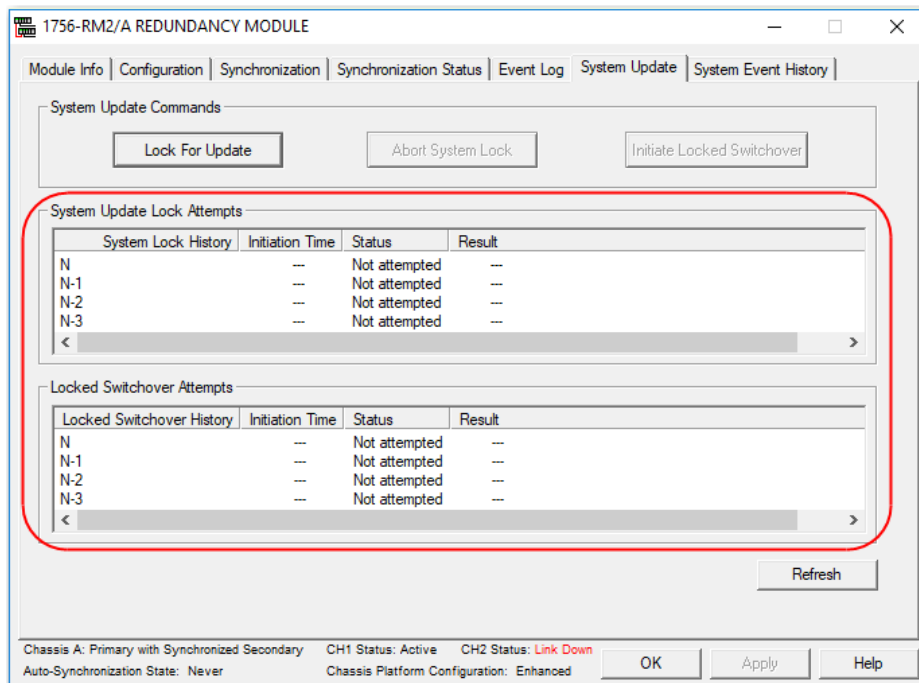 1756-RM2/A REDUNDANCY MODULE
Module Info Configuration Synchronization Synchronization Status Event Log System Update System Event History
System Update Commands
Lock For Update Abort System Lock Initiate Locked Switchover
System Update Lock Attempts
System Lock History Initiation Time Status Result
N --- Not attempted ---
N-1 --- Not attempted ---
N-2 --- Not attempted ---
N-3 --- Not attempted ---
Locked Switchover Attempts
Locked Switchover History Initiation Time Status Result
N --- Not attempted ---
N-1 --- Not attempted ---
N-2 --- Not attempted ---
N-3 --- Not attempted ---
Refresh
Chassis A: Primary with Synchronized Secondary CH1 Status: Active CH2 Status: Link Down
Auto-Synchronization State: Never Chassis Platform Configuration: Enhanced
OK Apply Help